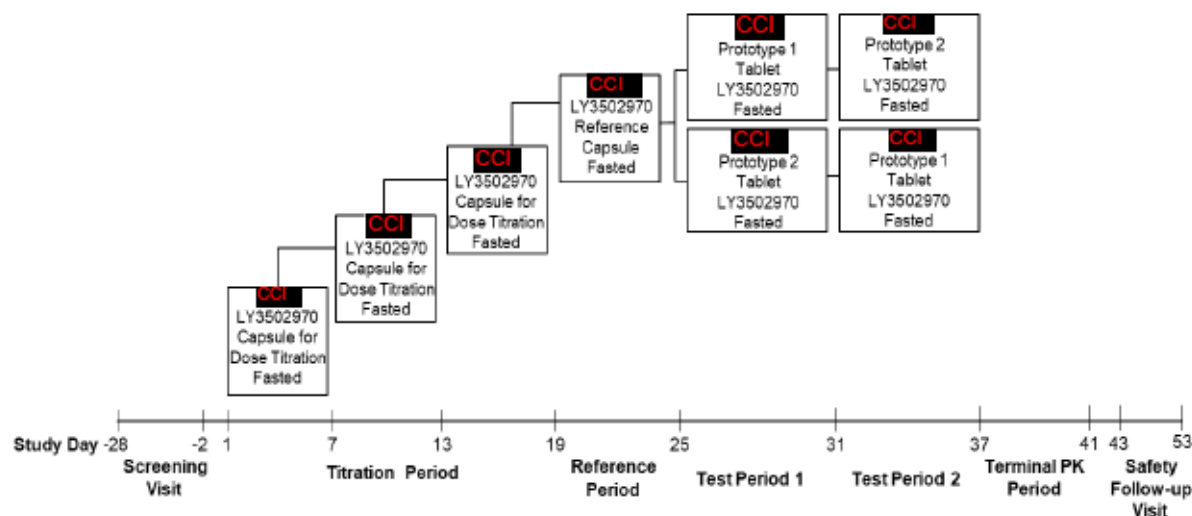 CCI
LY3502970
Capsule for
Dose Titration
Fasted
CCI
LY3502970
Capsule for
Dose Titration
Fasted
CCI
LY3502970
Capsule for
Dose Titration
Fasted
CCI
LY3502970
Reference
Capsule
Fasted
CCI
Prototype 1
Tablet
LY3502970
Fasted
CCI
Prototype 2
Tablet
LY3502970
Fasted
CCI
Prototype 2
Tablet
LY3502970
Fasted
CCI
Prototype 1
Tablet
LY3502970
Fasted
Study Day -28 -2 1 7 13 19 25 31 37 41 43 53
Screening
Visit
Titration Period
Reference
Period
Test Period 1
Test Period 2
Terminal PK
Period
Safety
Follow-up
Visit